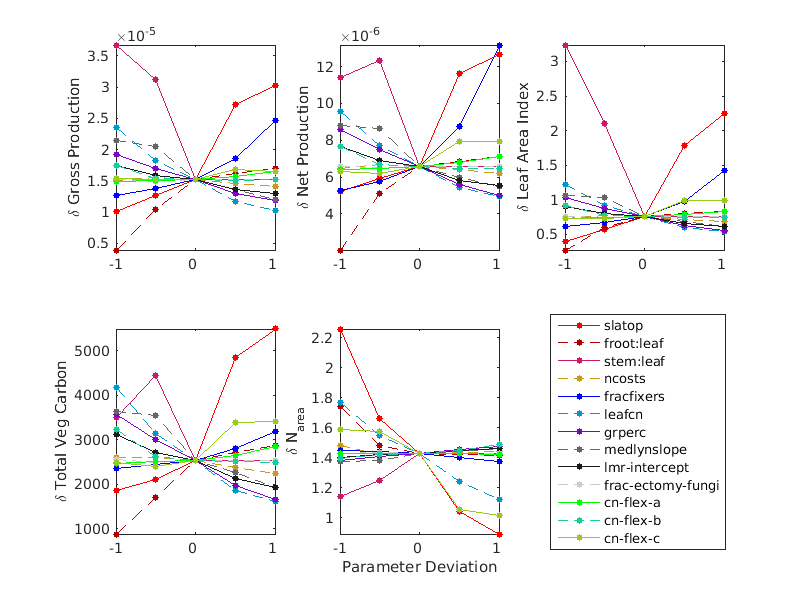 ×10⁻⁵
3.5
3
2.5
2
1.5
1
0.5
-1 0 1
δ Gross Production
×10⁻⁶
12
10
8
6
4
-1 0 1
δ Net Production
3
2.5
2
1.5
1
0.5
-1 0 1
δ Leaf Area Index
5000
4000
3000
2000
1000
-1 0 1
δ Total Veg Carbon
2.2
2
1.8
1.6
1.4
1.2
1
-1 0 1
δ N_area
Parameter Deviation
slatop
froot:leaf
stem:leaf
ncosts
fracfixers
leafcn
grperc
medlynslope
lmr-intercept
frac-ectomy-fungi
cn-flex-a
cn-flex-b
cn-flex-c